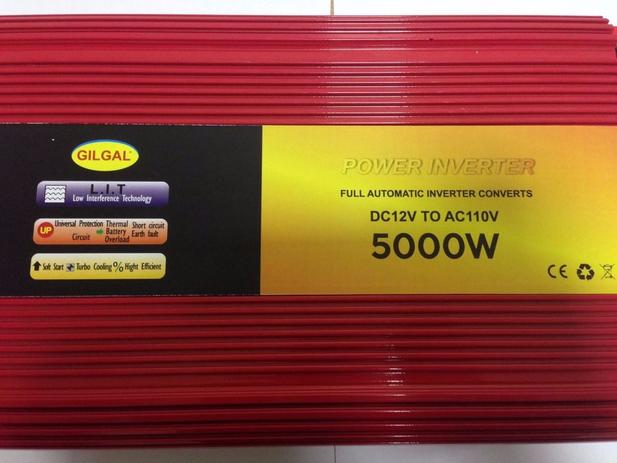 GILGAL
L.I.T
Low Interference Technology
UP
Universal Protection
Circuit
Thermal
Battery
Overload
Short circuit
Earth fault
Soft Start
Turbo Cooling
% Hight Efficient
POWER INVERTER
FULL AUTOMATIC INVERTER CONVERTS
DC12V TO AC110V
5000W
CE